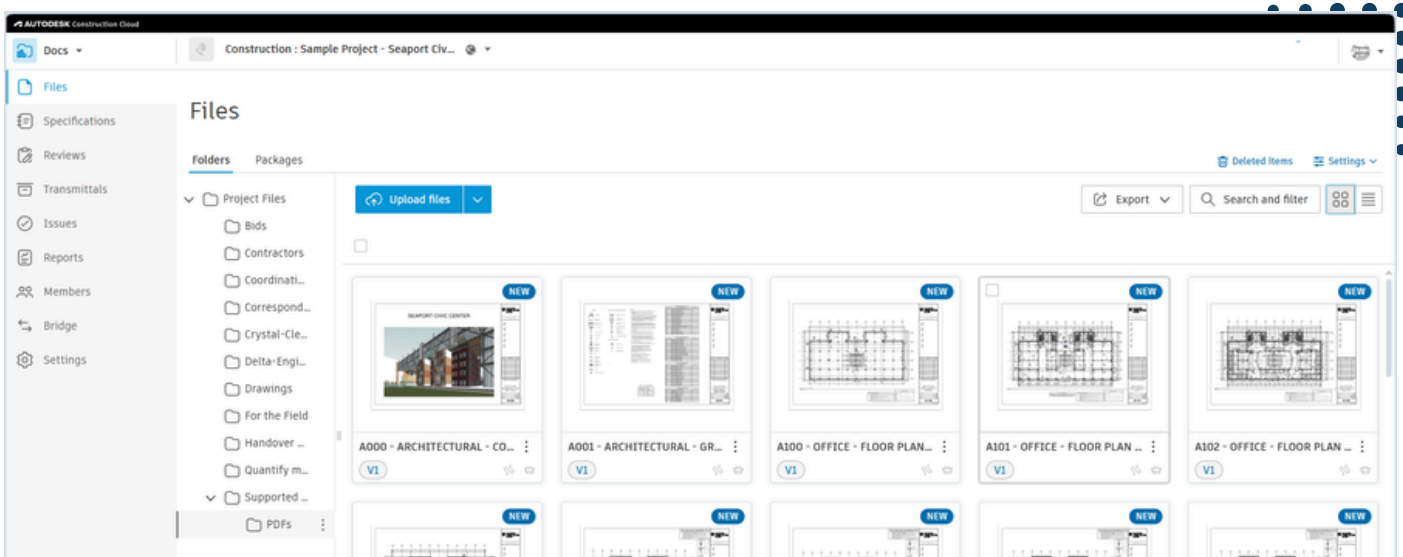 AUTODESK Construction Cloud
Docs
Construction : Sample Project - Seaport Civ...
Files
Specifications
Reviews
Transmittals
Issues
Reports
Members
Bridge
Settings
Files
Folders Packages
Deleted items Settings
Project Files
Bids
Contractors
Coordinati...
Correspond...
Crystal-Cle...
Delta-Engi...
Drawings
For the Field
Handover ...
Quantify m...
Supported ...
PDFs
Upload files
Export
Search and filter
NEW NEW NEW NEW NEW
SEAPORT CIVIC CENTER
A000 - ARCHITECTURAL - CO... A001 - ARCHITECTURAL - GR... A100 - OFFICE - FLOOR PLAN... A101 - OFFICE - FLOOR PLAN ... A102 - OFFICE - FLOOR PLAN ...
V1 V1 V1 V1 V1
NEW NEW NEW NEW NEW